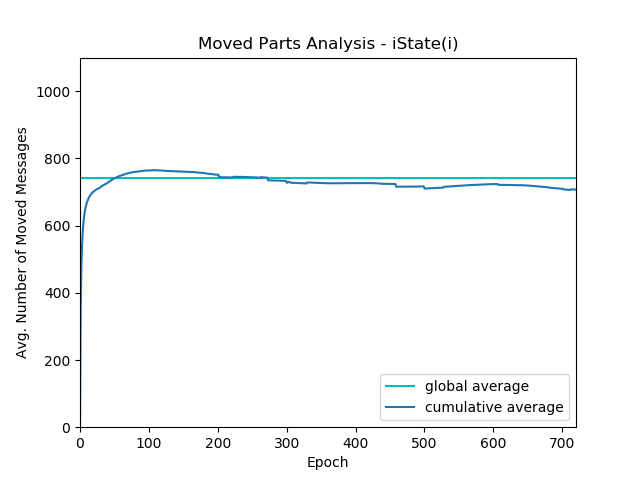 Moved Parts Analysis - iState(i)
Avg. Number of Moved Messages
1000
800
600
400
200
0
0 100 200 300 400 500 600 700
Epoch
global average
cumulative average